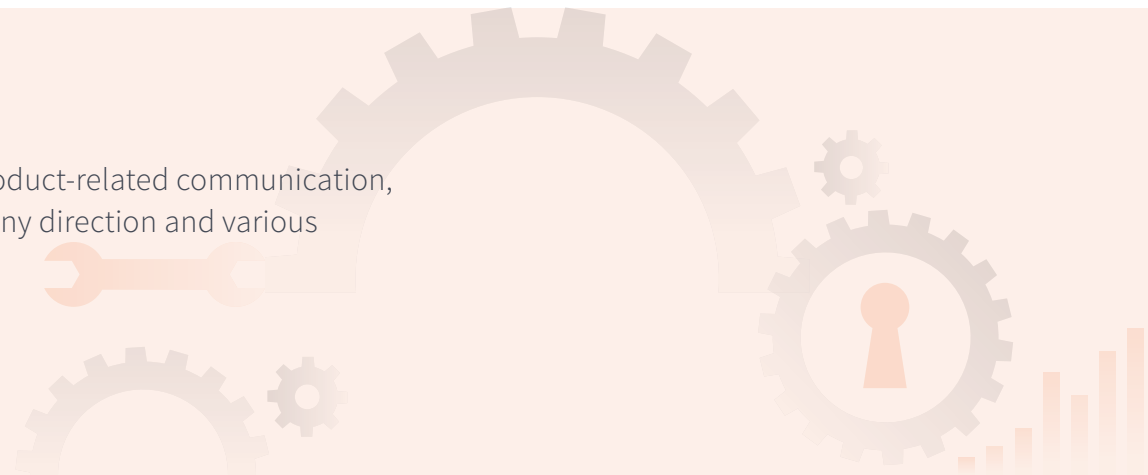 oduct-related communication,
ny direction and various